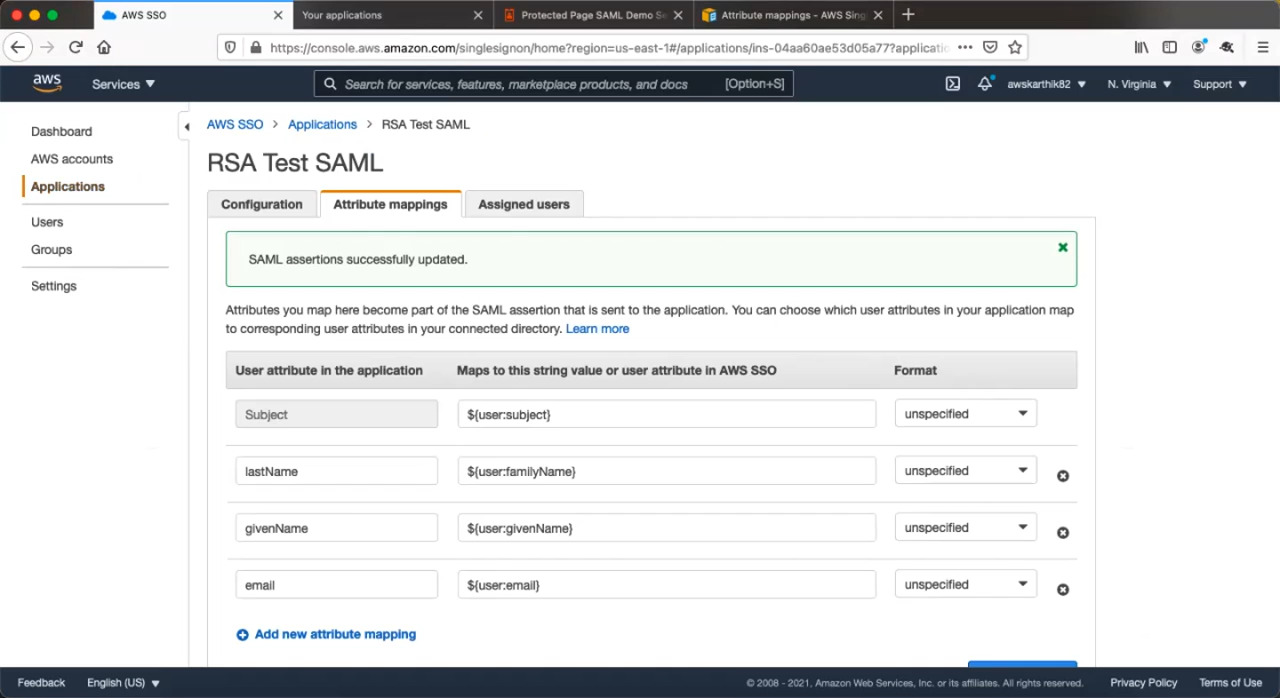 AWS SSO
Your applications
Protected Page SAML Demo Se
Attribute mappings - AWS Sing
https://console.aws.amazon.com/singlesignon/home?region=us-east-1#/applications/ins-04aa60ae53d05a77?applicatio
aws
Services
Search for services, features, marketplace products, and docs [Option+S]
awskarthik82
N. Virginia
Support
Dashboard
AWS accounts
Applications
Users
Groups
Settings
AWS SSO > Applications > RSA Test SAML
RSA Test SAML
Configuration
Attribute mappings
Assigned users
SAML assertions successfully updated.
Attributes you map here become part of the SAML assertion that is sent to the application. You can choose which user attributes in your application map
to corresponding user attributes in your connected directory. Learn more
User attribute in the application Maps to this string value or user attribute in AWS SSO Format
Subject ${user:subject} unspecified
lastName ${user:familyName} unspecified
givenName ${user:givenName} unspecified
email ${user:email} unspecified
Add new attribute mapping
Feedback English (US) © 2008 - 2021, Amazon Web Services, Inc. or its affiliates. All rights reserved. Privacy Policy Terms of Use